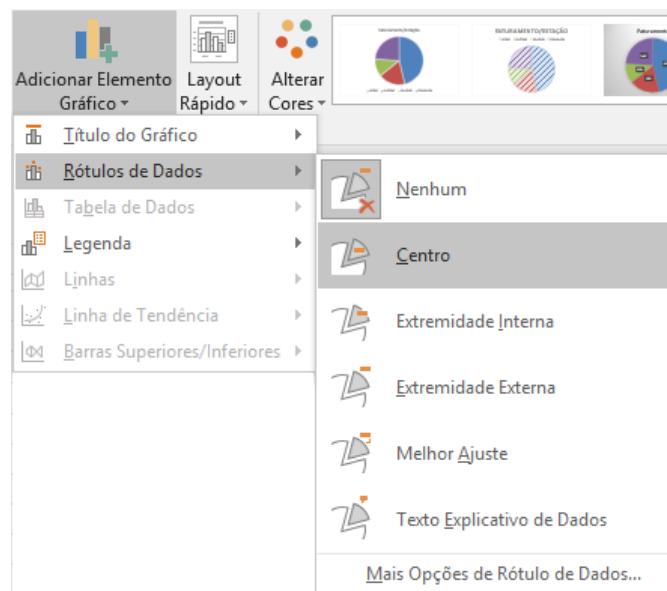 Adicionar Elemento
Gráfico
Layout
Rápido
Alterar
Cores
FATURAMENTO/ESTAÇÃO
Título do Gráfico
Rótulos de Dados
Tabela de Dados
Legenda
Linhas
Linha de Tendência
Barras Superiores/Inferiores
Nenhum
Centro
Extremidade Interna
Extremidade Externa
Melhor Ajuste
Texto Explicativo de Dados
Mais Opções de Rótulo de Dados...